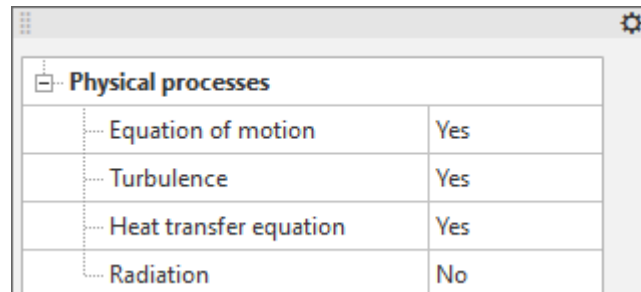 Physical processes
Equation of motion Yes
Turbulence Yes
Heat transfer equation Yes
Radiation No